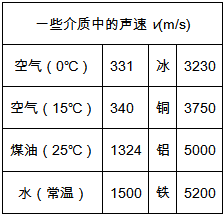 一些介质中的声速 v(m/s)
空气（0℃） 331 冰 3230
空气（15℃） 340 铜 3750
煤油（25℃） 1324 铝 5000
水（常温） 1500 铁 5200